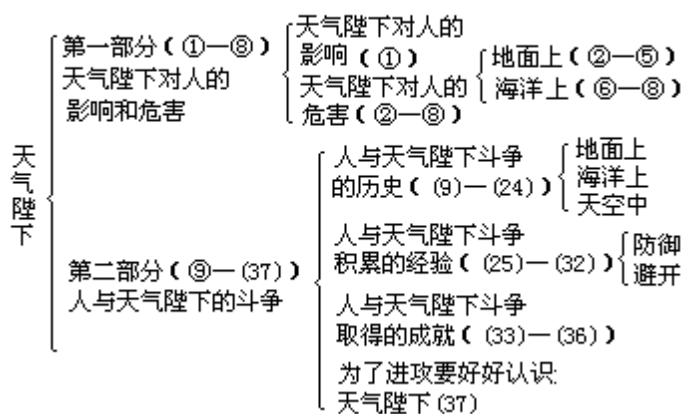 天气陛下
第一部分(①—⑧)
天气陛下对人的
影响和危害
天气陛下对人的
影响(①)
天气陛下对人的
危害(②—⑧)
地面上(②—⑤)
海洋上(⑥—⑧)
第二部分(⑨—(37))
人与天气陛下的斗争
人与天气陛下斗争
的历史((9)—(24))
地面上
海洋上
天空中
人与天气陛下斗争
积累的经验((25)—(32))
防御
避开
人与天气陛下斗争
取得的成就((33)—(36))
为了进攻要好好认识:
天气陛下(37)